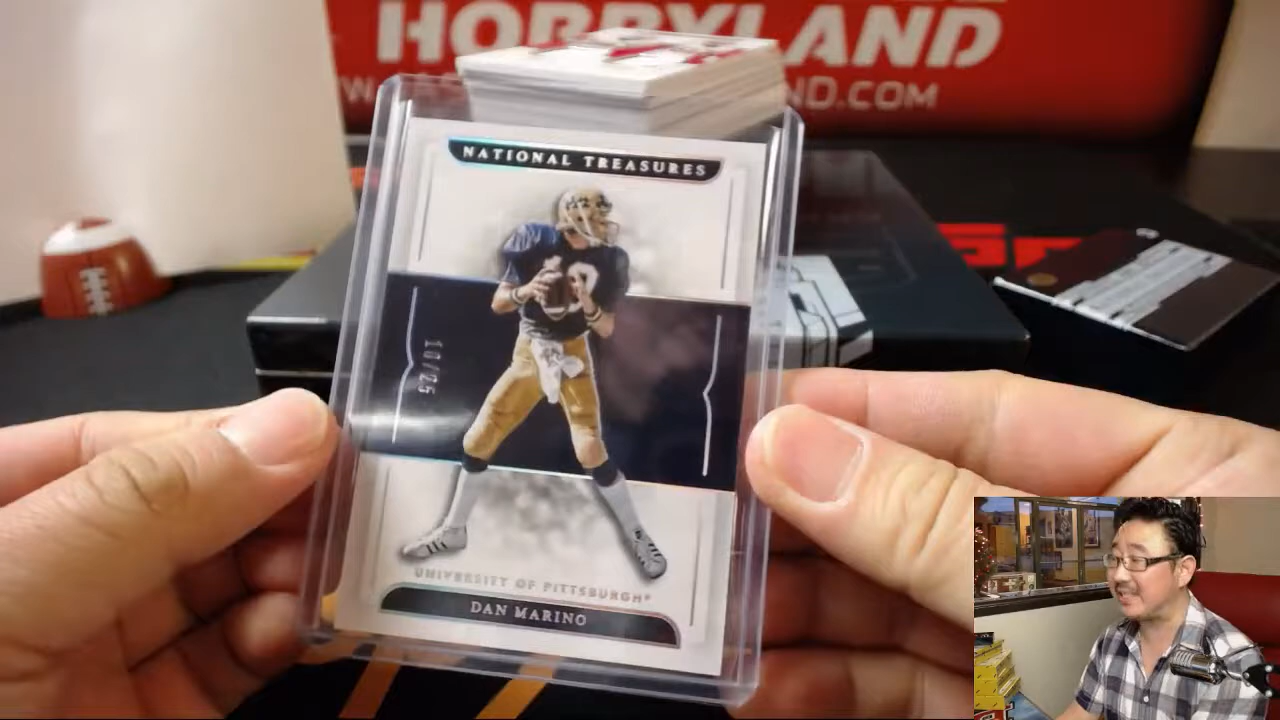 HOBBYLAND
ND.COM
NATIONAL TREASURES
10/25
UNIVERSITY OF PITTSBURGH
DAN MARINO